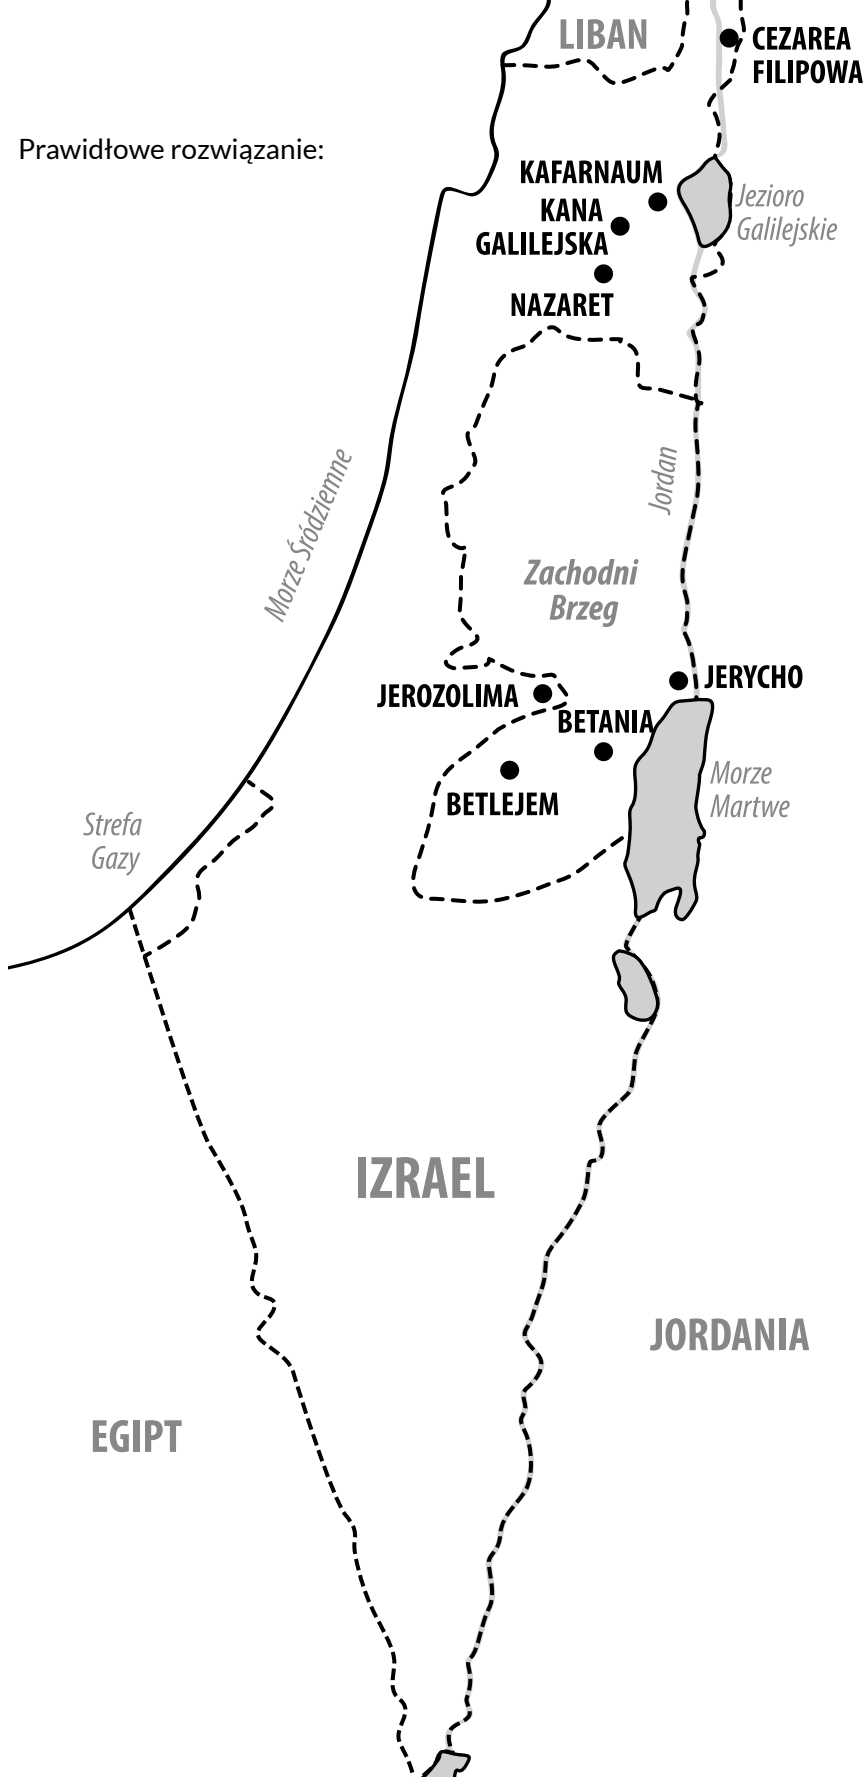 LIBAN
CEZAREA
FILIPOWA
Prawidłowe rozwiązanie:
KAFARNAUM
KANA
GALILEJSKA
Jezioro
Galilejskie
NAZARET
Morze Śródziemne
Jordan
Zachodni
Brzeg
JERYCHO
JEROZOLIMA
BETANIA
BETLEJEM
Morze
Martwe
Strefa
Gazy
IZRAEL
JORDANIA
EGIPT